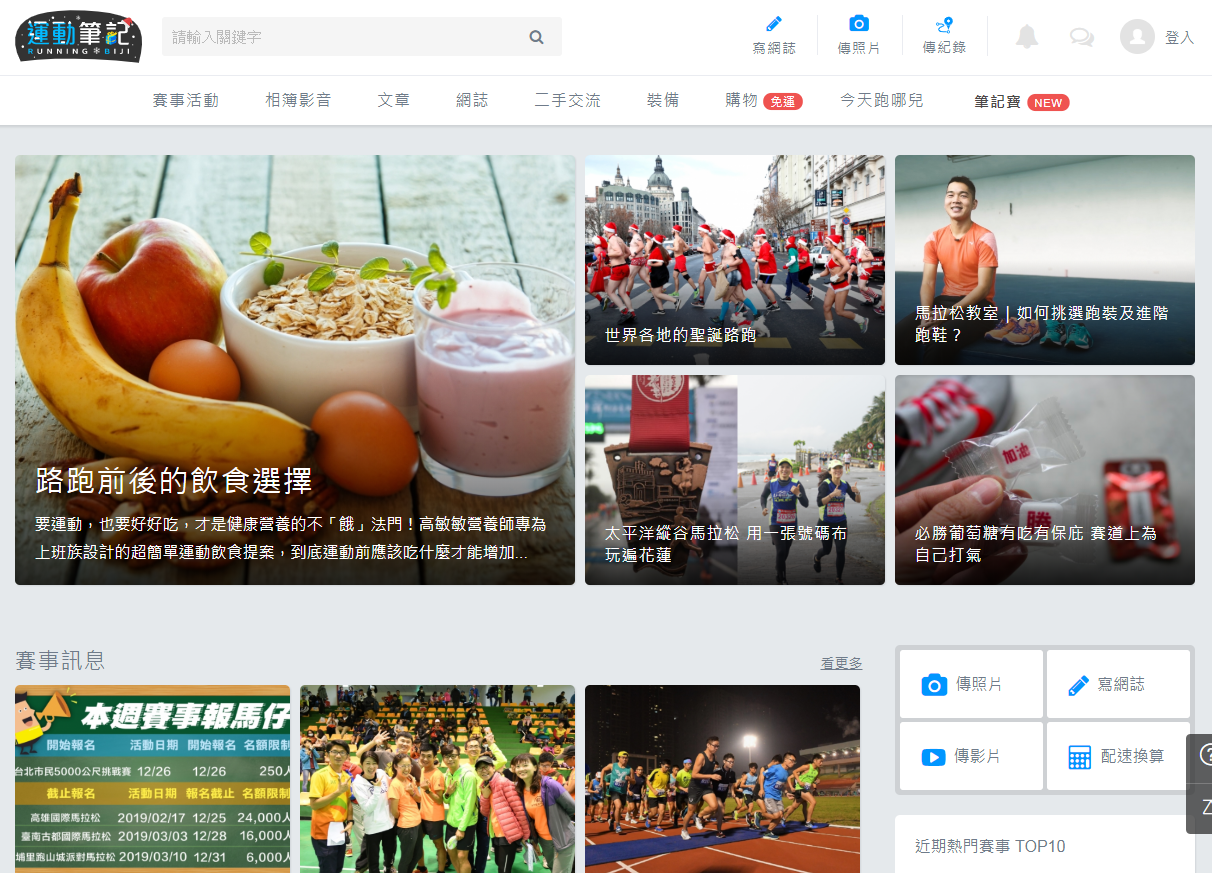 運動筆記
RUNNING BIJI
請輸入關鍵字
寫網誌
傳照片
傳紀錄
登入
賽事活動
相簿影音
文章
網誌
二手交流
裝備
購物 免運
今天跑哪兒
筆記寶 NEW
路跑前後的飲食選擇
要運動，也要好好吃，才是健康營養的不「餓」法門！高敏敏營養師專為
上班族設計的超簡單運動飲食提案，到底運動前應該吃什麼才能增加...
世界各地的聖誕路跑
馬拉松教室｜如何挑選跑裝及進階
跑鞋？
太平洋縱谷馬拉松 用一張號碼布
玩遍花蓮
加油
勝
必勝葡萄糖有吃有保庇 賽道上為
自己打氣
賽事訊息
看更多
本週賽事報馬仔
開始報名 活動日期 開始報名 名額限制
台北市民5000公尺挑戰賽 12/26 12/26 250人
截止報名 活動日期 報名截止 名額限制
高雄國際馬拉松 2019/02/17 12/25 24,000人
臺南古都國際馬拉松 2019/03/03 12/28 16,000人
埔里跑山城派對馬拉松 2019/03/10 12/31 6,000人
傳照片
寫網誌
傳影片
配速換算
近期熱門賽事 TOP10